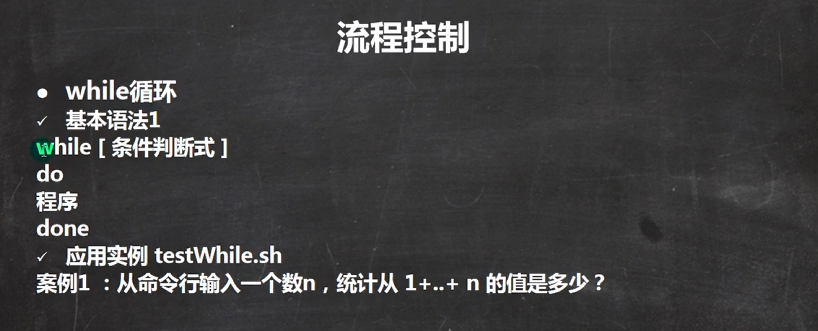 流程控制
● while循环
✓ 基本语法1
while [ 条件判断式 ]
do
程序
done
✓ 应用实例 testWhile.sh
案例1 ：从命令行输入一个数n，统计从 1+..+ n 的值是多少？